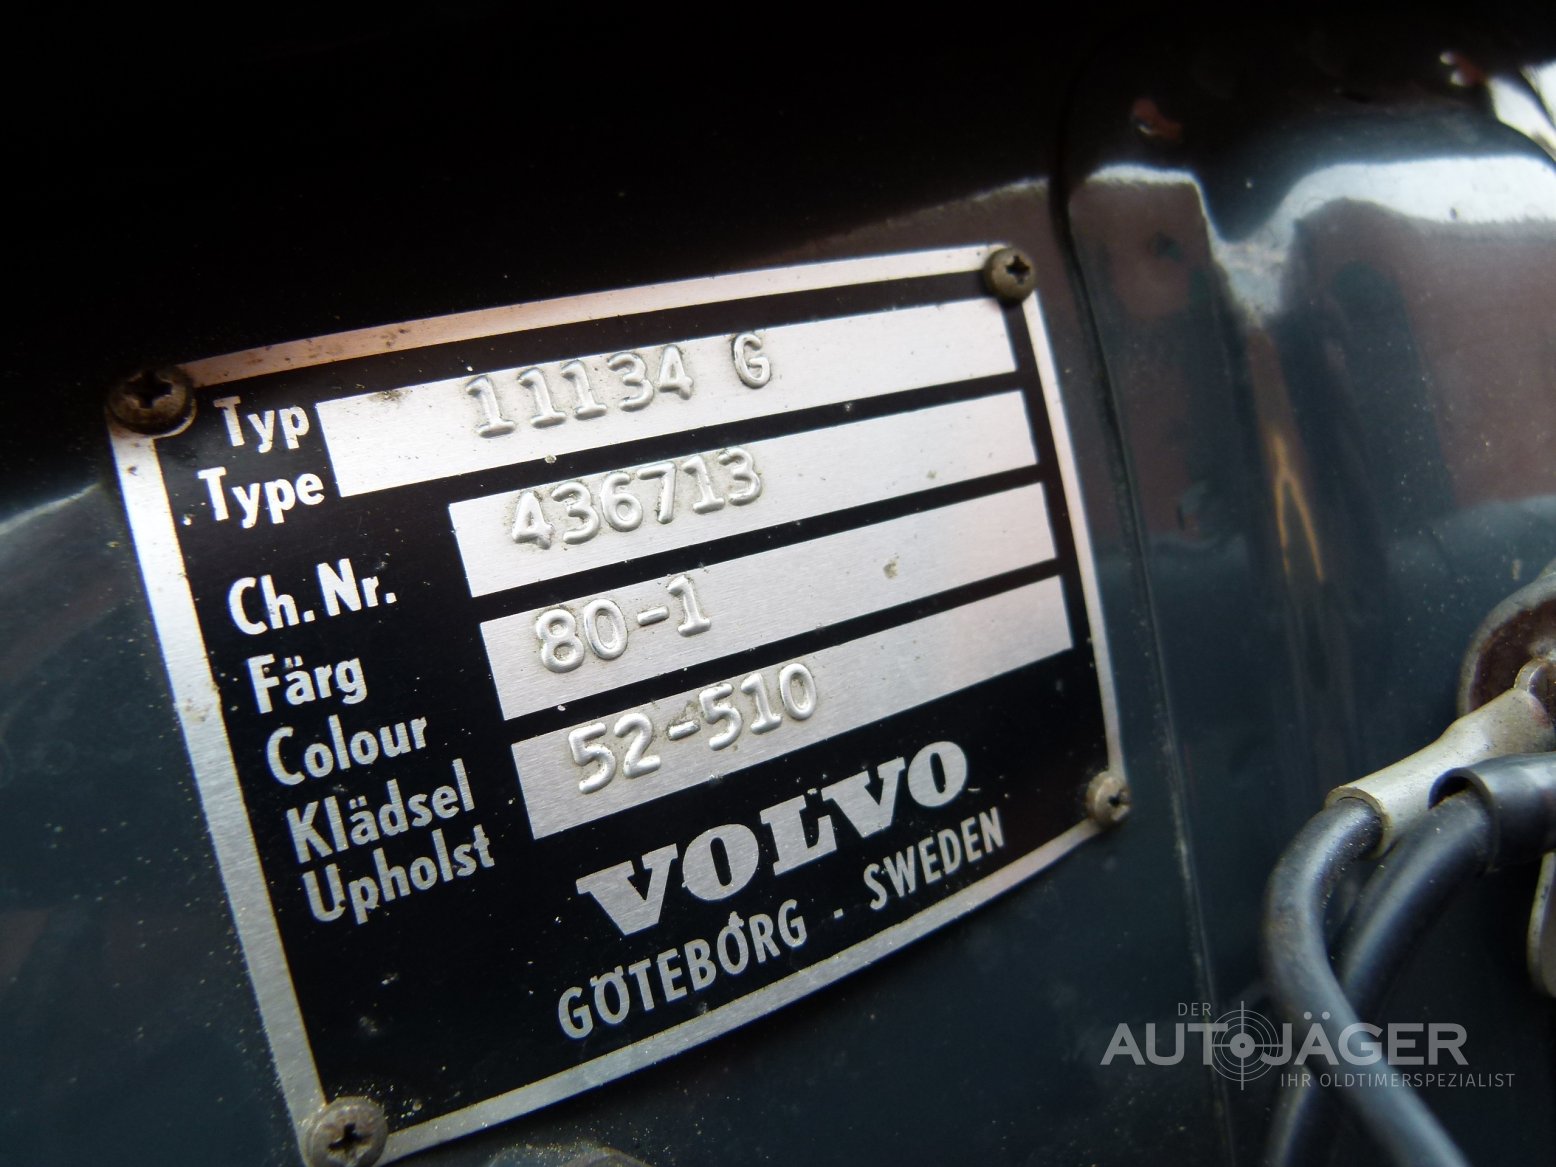 Typ 11134 G
Type
Ch.Nr. 436713
Färg 80-1
Colour
Klädsel 52-510
Upholst
VOLVO
GÖTEBORG . SWEDEN
DER
AUTOJÄGER
IHR OLDTIMERSPEZIALIST